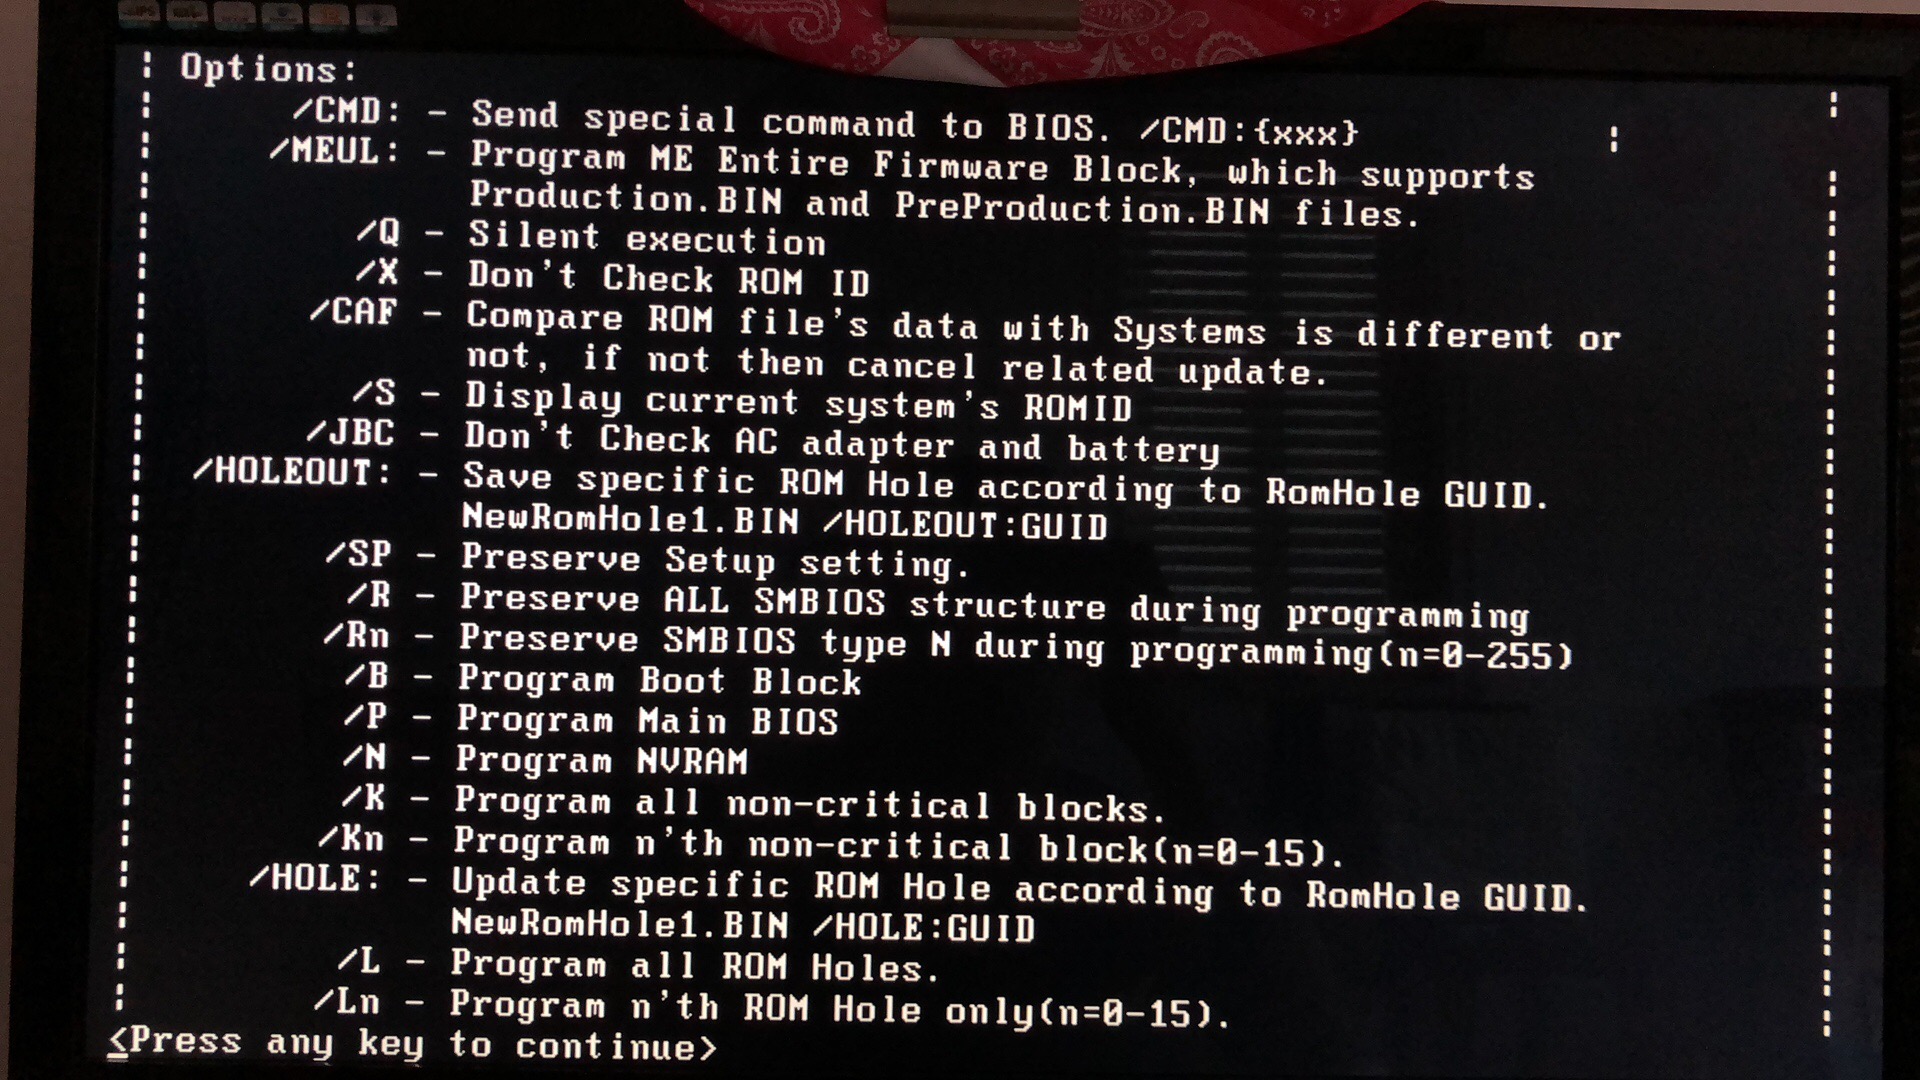 Options:
/CMD: - Send special command to BIOS. /CMD:{xxx}
/MEUL: - Program ME Entire Firmware Block, which supports
Production.BIN and PreProduction.BIN files.
/Q - Silent execution
/X - Don't Check ROM ID
/CAF - Compare ROM file's data with Systems is different or
not, if not then cancel related update.
/S - Display current system's ROMID
/JBC - Don't Check AC adapter and battery
/HOLEOUT: - Save specific ROM Hole according to RomHole GUID.
NewRomHole1.BIN /HOLEOUT:GUID
/SP - Preserve Setup setting.
/R - Preserve ALL SMBIOS structure during programming
/Rn - Preserve SMBIOS type N during programming(n=0-255)
/B - Program Boot Block
/P - Program Main BIOS
/N - Program NVRAM
/K - Program all non-critical blocks.
/Kn - Program n'th non-critical block(n=0-15).
/HOLE: - Update specific ROM Hole according to RomHole GUID.
NewRomHole1.BIN /HOLE:GUID
/L - Program all ROM Holes.
/Ln - Program n'th ROM Hole only(n=0-15).
<Press any key to continue>